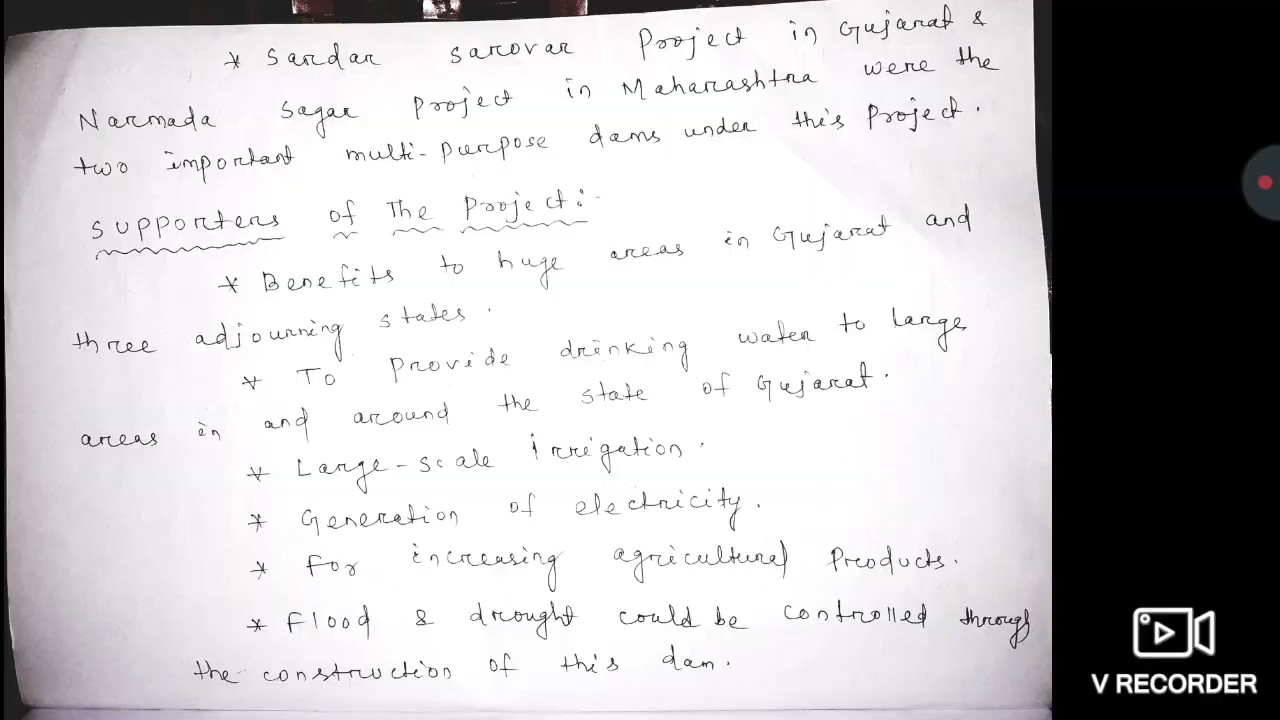 * Sardar Sarovar Project in Gujarat &
Narmada Sagar Project in Maharashtra were the
two important multi-purpose dams under this Project.
Supporters of The Project:-
* Benefits to huge areas in Gujarat and
three adjourning states.
* To Provide drinking water to large
areas in and around the state of Gujarat.
* Large-scale Irrigation.
* Generation of electricity.
* For increasing agricultural Products.
* Flood & drought could be controlled through
the construction of this dam.
V RECORDER